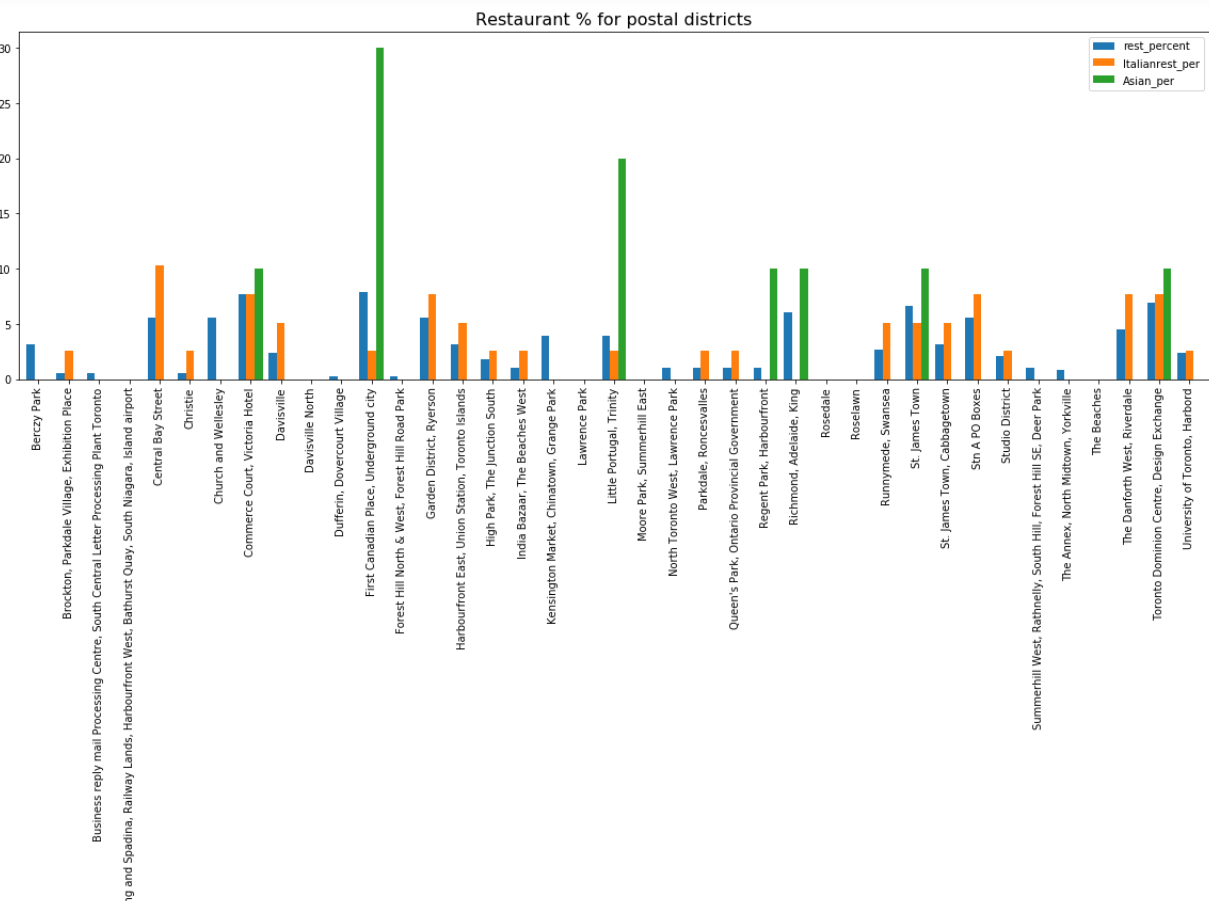 Restaurant % for postal districts
rest_percent
Italianrest_per
Asian_per
30
25
20
15
10
5
0
Berczy Park
Brockton, Parkdale Village, Exhibition Place
Business reply mail Processing Centre, South Central Letter Processing Plant Toronto
and Spadina, Railway Lands, Harbourfront West, Bathurst Quay, South Niagara, Island airport
Central Bay Street
Christie
Church and Wellesley
Commerce Court, Victoria Hotel
Davisville
Davisville North
Dufferin, Dovercourt Village
First Canadian Place, Underground city
Forest Hill North & West, Forest Hill Road Park
Garden District, Ryerson
Harbourfront East, Union Station, Toronto Islands
High Park, The Junction South
India Bazaar, The Beaches West
Kensington Market, Chinatown, Grange Park
Lawrence Park
Little Portugal, Trinity
Moore Park, Summerhill East
North Toronto West, Lawrence Park
Parkdale, Roncesvalles
Queen's Park, Ontario Provincial Government
Regent Park, Harbourfront
Richmond, Adelaide, King
Rosedale
Roselawn
Runnymede, Swansea
St. James Town
St. James Town, Cabbagetown
Stn A PO Boxes
Studio District
Summerhill West, Rathnelly, South Hill, Forest Hill SE, Deer Park
The Annex, North Midtown, Yorkville
The Beaches
The Danforth West, Riverdale
Toronto Dominion Centre, Design Exchange
University of Toronto, Harbord